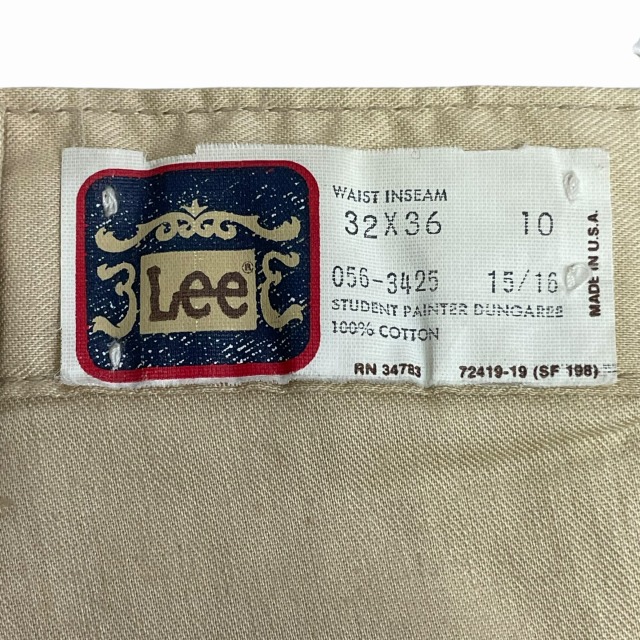 Lee®
WAIST INSEAM
32X36 10
056-3425 15/16
STUDENT PAINTER DUNGAREE
100% COTTON
RN 34783 72419-19 (SF 198)
MADE IN U.S.A.